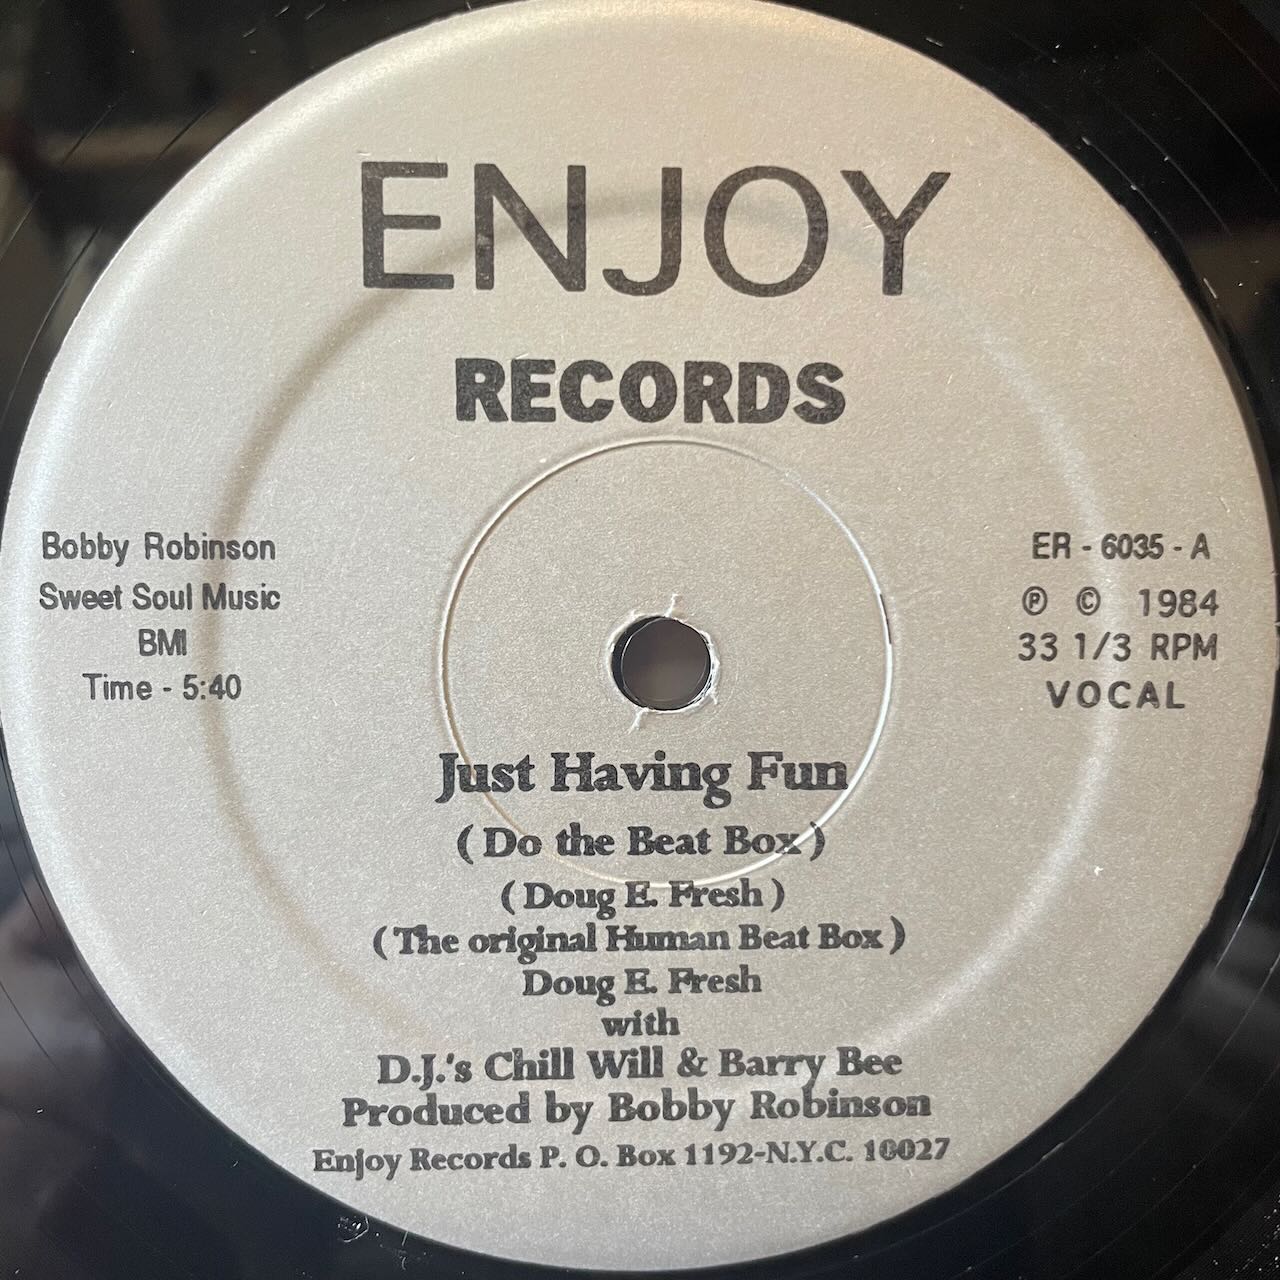 ENJOY
RECORDS
Bobby Robinson
Sweet Soul Music
BMI
Time - 5:40
ER - 6035 - A
℗ © 1984
33 1/3 RPM
VOCAL
Just Having Fun
( Do the Beat Box )
( Doug E. Fresh )
( The original Human Beat Box )
Doug E. Fresh
with
D.J.'s Chill Will & Barry Bee
Produced by Bobby Robinson
Enjoy Records P. O. Box 1192-N.Y.C. 10027